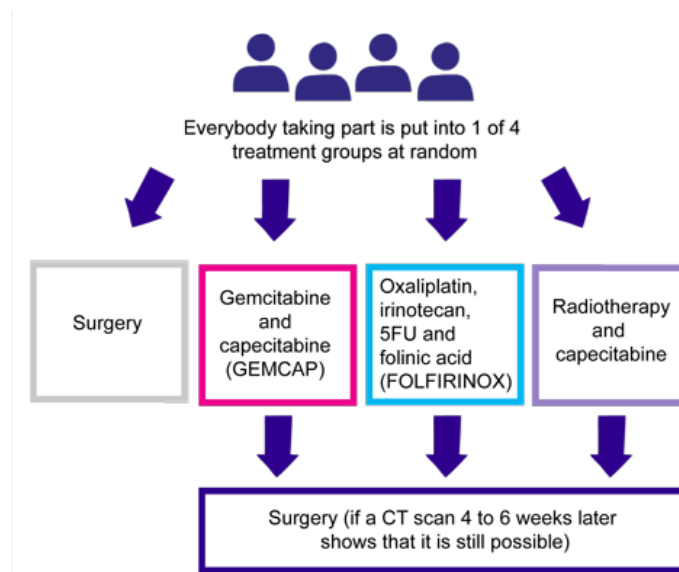 Everybody taking part is put into 1 of 4
treatment groups at random
Surgery
Gemcitabine
and
capecitabine
(GEMCAP)
Oxaliplatin,
irinotecan,
5FU and
folinic acid
(FOLFIRINOX)
Radiotherapy
and
capecitabine
Surgery (if a CT scan 4 to 6 weeks later
shows that it is still possible)